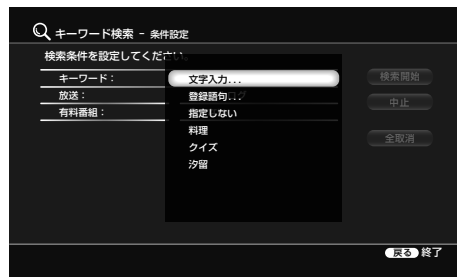 キーワード検索 - 条件設定
検索条件を設定してください。
キーワード：
文字入力...
検索開始
放送：
登録語句...
中止
有料番組：
指定しない
料理
全取消
クイズ
汐留
戻る 終了